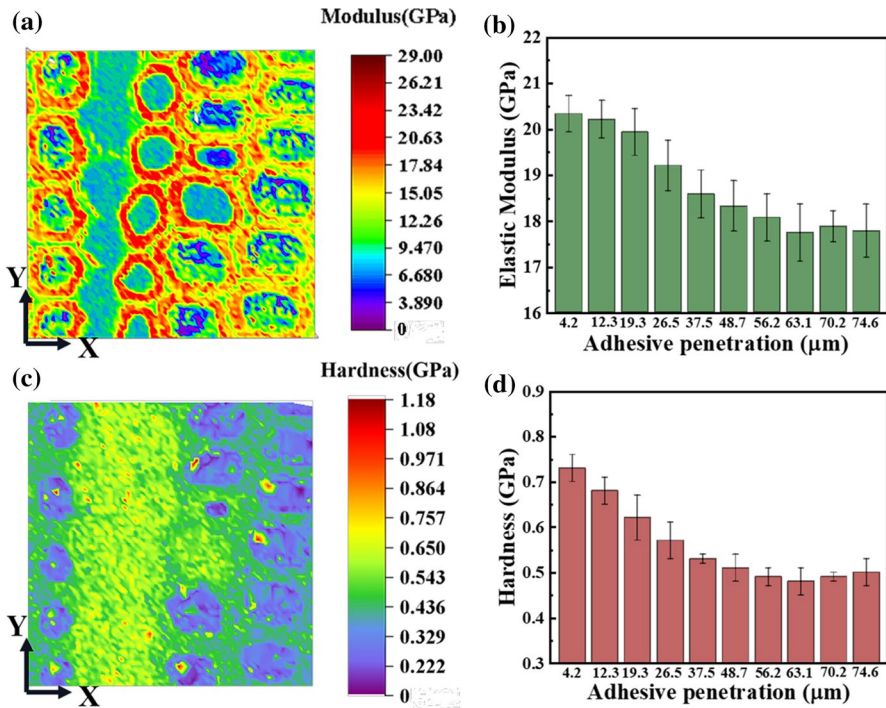 (a)
Modulus(GPa)
29.00
26.21
23.42
20.63
17.84
15.05
12.26
9.470
6.680
3.890
0
Y
X
(b)
Elastic Modulus (GPa)
22
21
20
19
18
17
16
4.2 12.3 19.3 26.5 37.5 48.7 56.2 63.1 70.2 74.6
Adhesive penetration (μm)
(c)
Hardness(GPa)
1.18
1.08
0.971
0.864
0.757
0.650
0.543
0.436
0.329
0.222
0
Y
X
(d)
Hardness (GPa)
0.9
0.8
0.7
0.6
0.5
0.4
0.3
4.2 12.3 19.3 26.5 37.5 48.7 56.2 63.1 70.2 74.6
Adhesive penetration (μm)